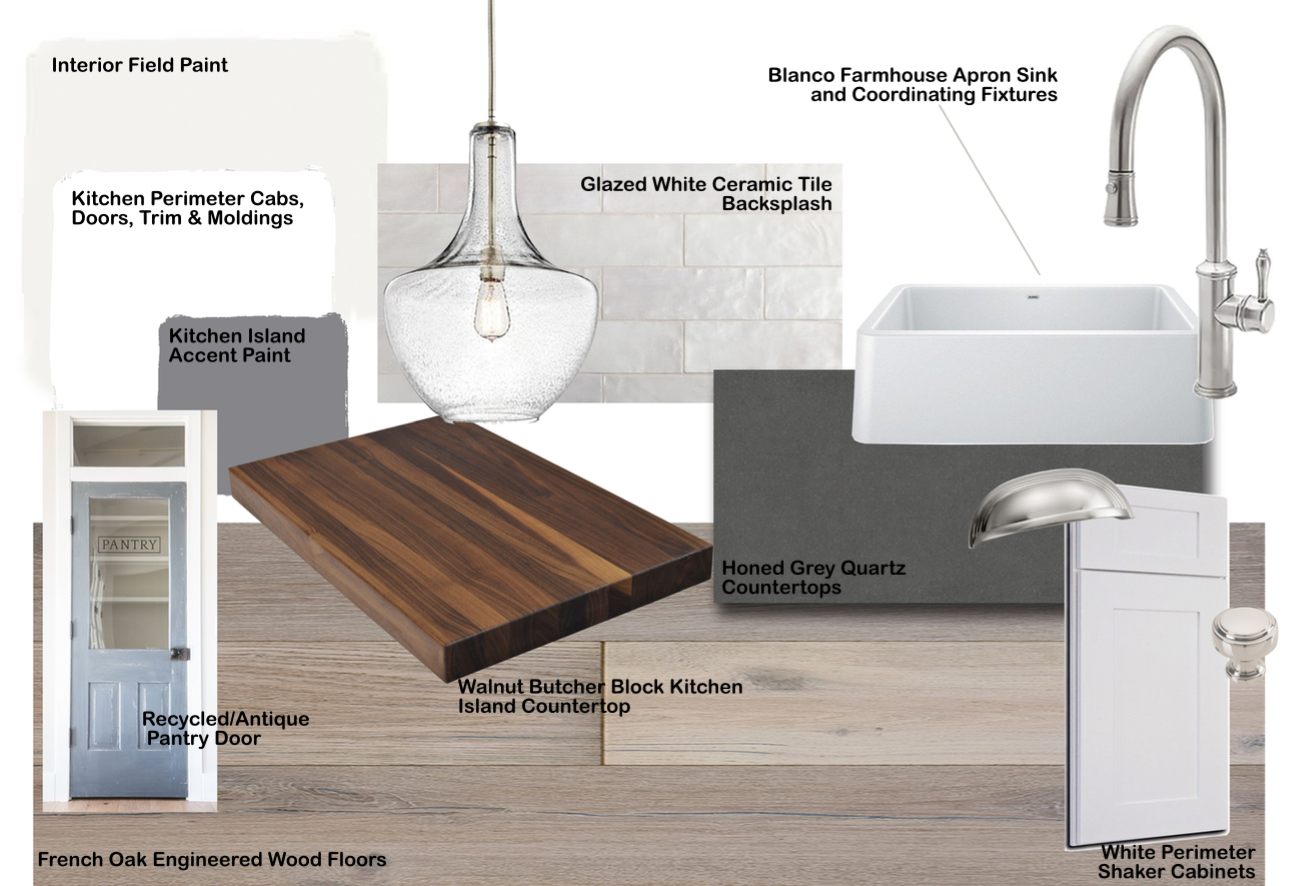 Interior Field Paint
Blanco Farmhouse Apron Sink
and Coordinating Fixtures
Kitchen Perimeter Cabs,
Doors, Trim & Moldings
Glazed White Ceramic Tile
Backsplash
Kitchen Island
Accent Paint
PANTRY
Honed Grey Quartz
Countertops
Walnut Butcher Block Kitchen
Island Countertop
Recycled/Antique
Pantry Door
French Oak Engineered Wood Floors
White Perimeter
Shaker Cabinets